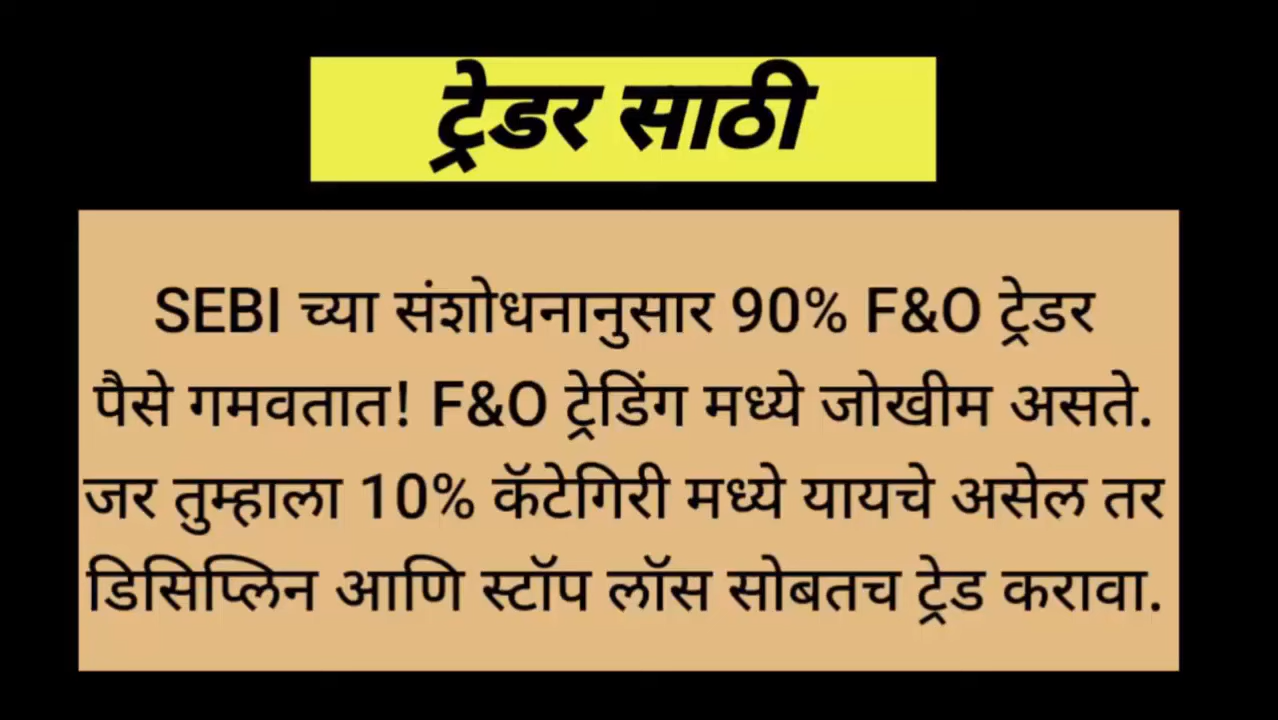 ट्रेडर साठी
SEBI च्या संशोधनानुसार 90% F&O ट्रेडर
पैसे गमवतात! F&O ट्रेडिंग मध्ये जोखीम असते.
जर तुम्हाला 10% कॅटेगिरी मध्ये यायचे असेल तर
डिसिप्लिन आणि स्टॉप लॉस सोबतच ट्रेड करावा.